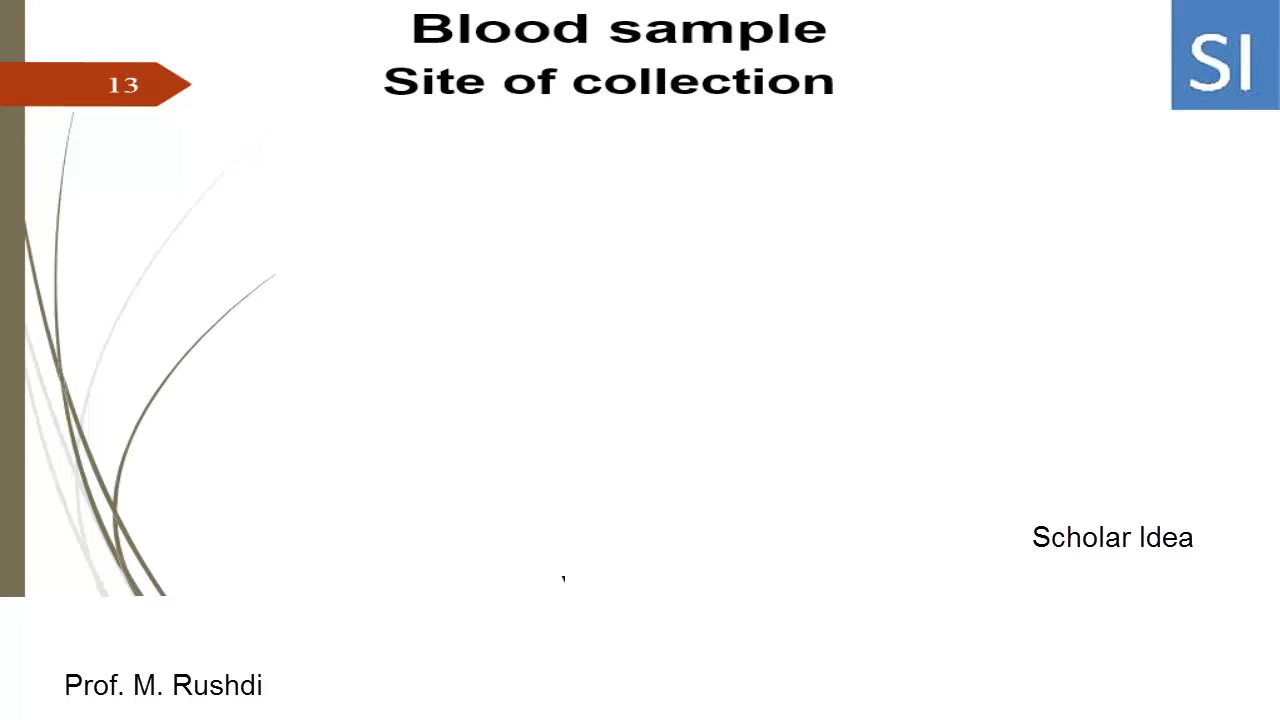 Blood sample
Site of collection
13
SI
Scholar Idea
Prof. M. Rushdi